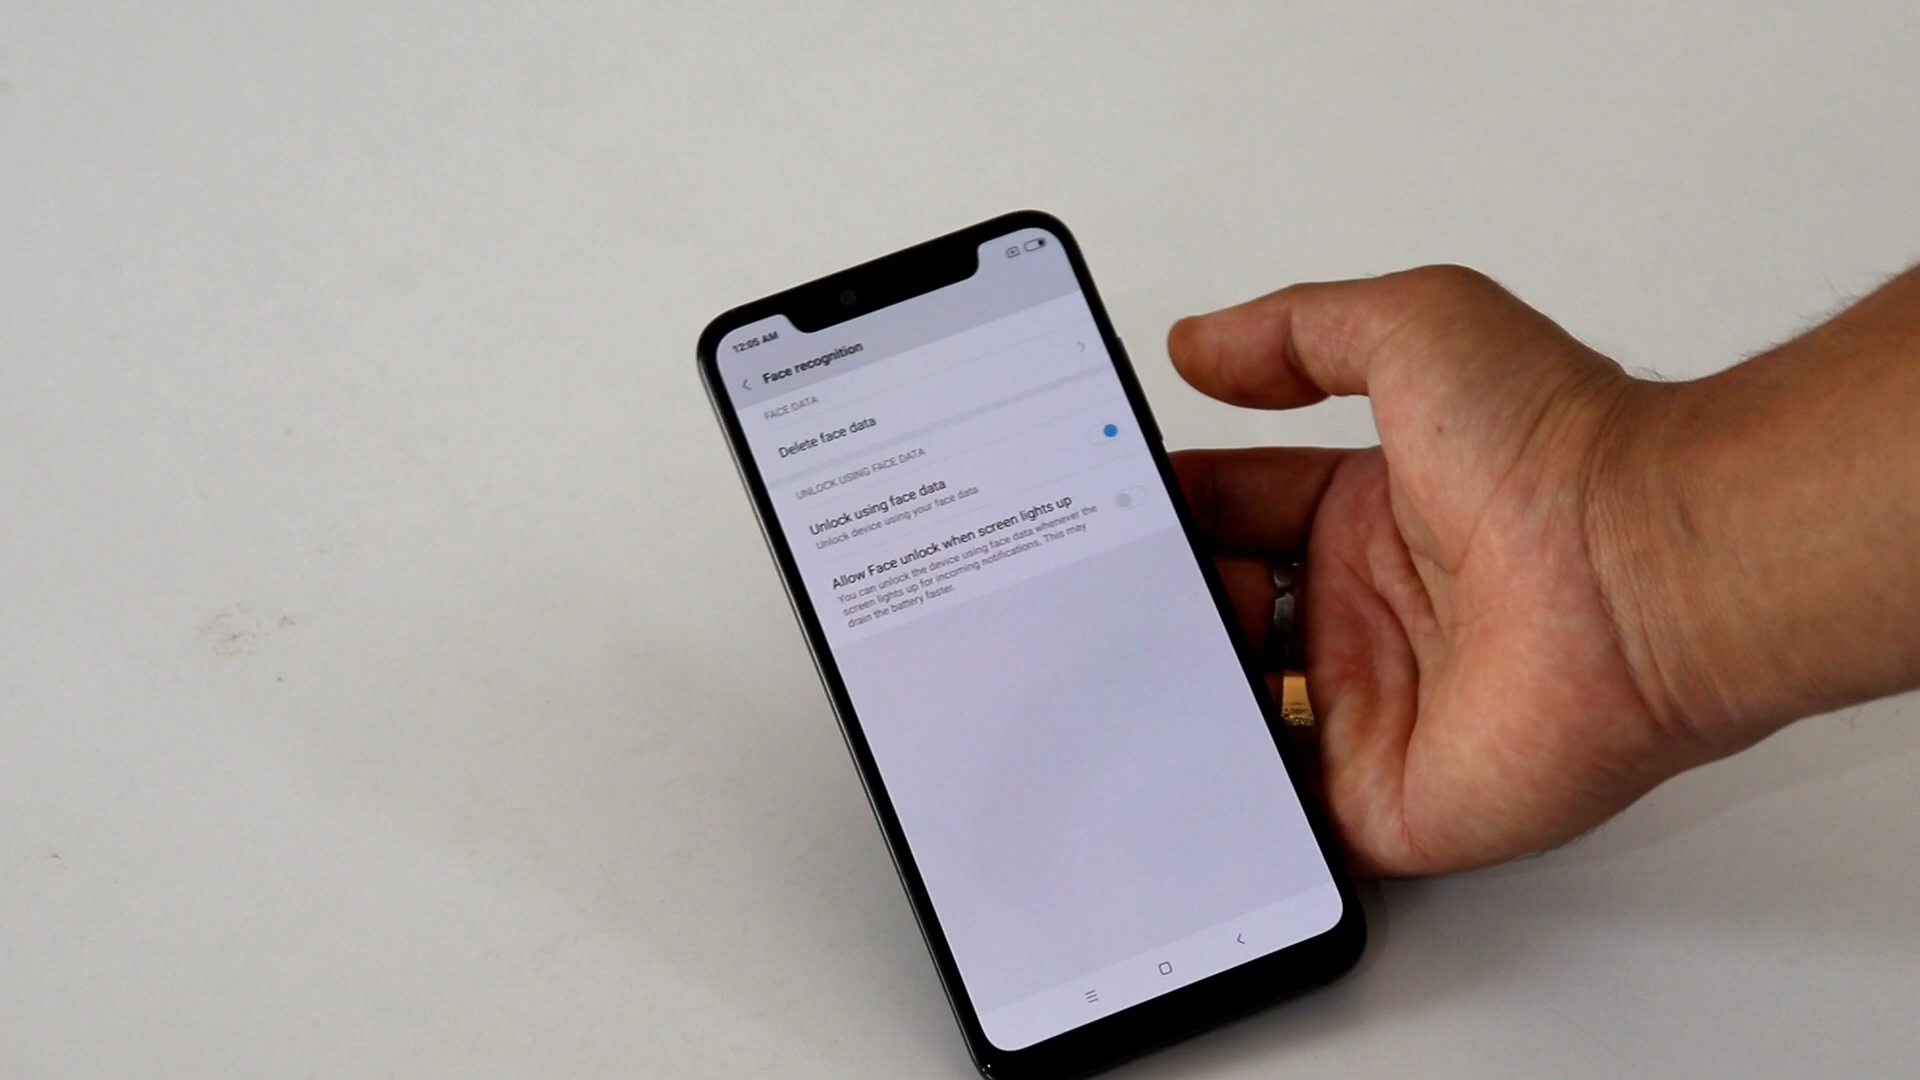 12:05 AM
Face recognition
FACE DATA
Delete face data
UNLOCK USING FACE DATA
Unlock using face data
Unlock device using your face data
Allow Face unlock when screen lights up
You can unlock the device using face data whenever the
screen lights up for incoming notifications. This may
drain the battery faster.